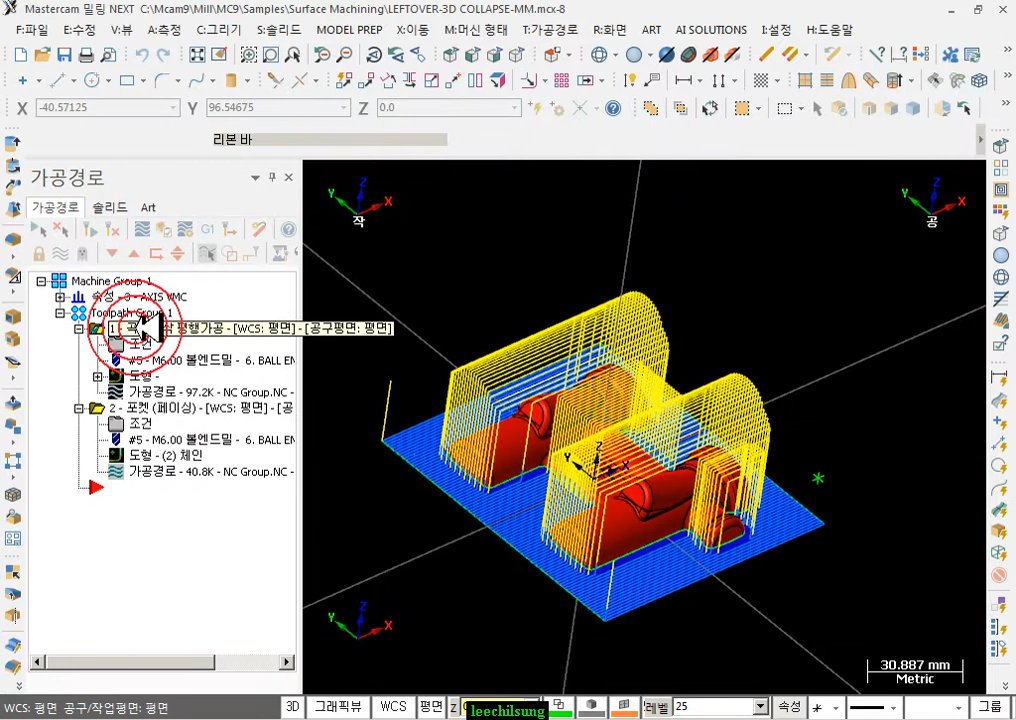 Mastercam 밀링 NEXT C:\Mcam9\Mill\MC9\Samples\Surface Machining\LEFTOVER-3D COLLAPSE-MM.mcx-8
F:파일 E:수정 V:뷰 A:측정 C:그리기 S:솔리드 MODEL PREP X:이동 M:머신 형태 T:가공경로 R:화면 ART AI SOLUTIONS I:설정 H:도움말
X -40.57125 Y 96.54675 Z 0.0
리본 바
가공경로
가공경로 솔리드 Art
G1
Machine Group-1
속성 - 3 - AXIS VMC
Toolpath Group-1
1 - 평행가공 - [WCS: 평면] - [공구평면: 평면]
조건
#5 - M6.00 볼엔드밀 - 6. BALL EN
도형 -
가공경로 - 97.2K - NC Group.NC -
2 - 포켓 (페이싱) - [WCS: 평면] - [공
조건
#5 - M6.00 볼엔드밀 - 6. BALL EN
도형 - (2) 체인
가공경로 - 40.8K - NC Group.NC -
Z Y X 작
Z Y X 공
Z Y X
Z Y X
30.887 mm
Metric
WCS: 평면 공구/작업평면: 평면 3D 그래픽뷰 WCS 평면 Z 레벨 25 속성 그룹
leechilsung